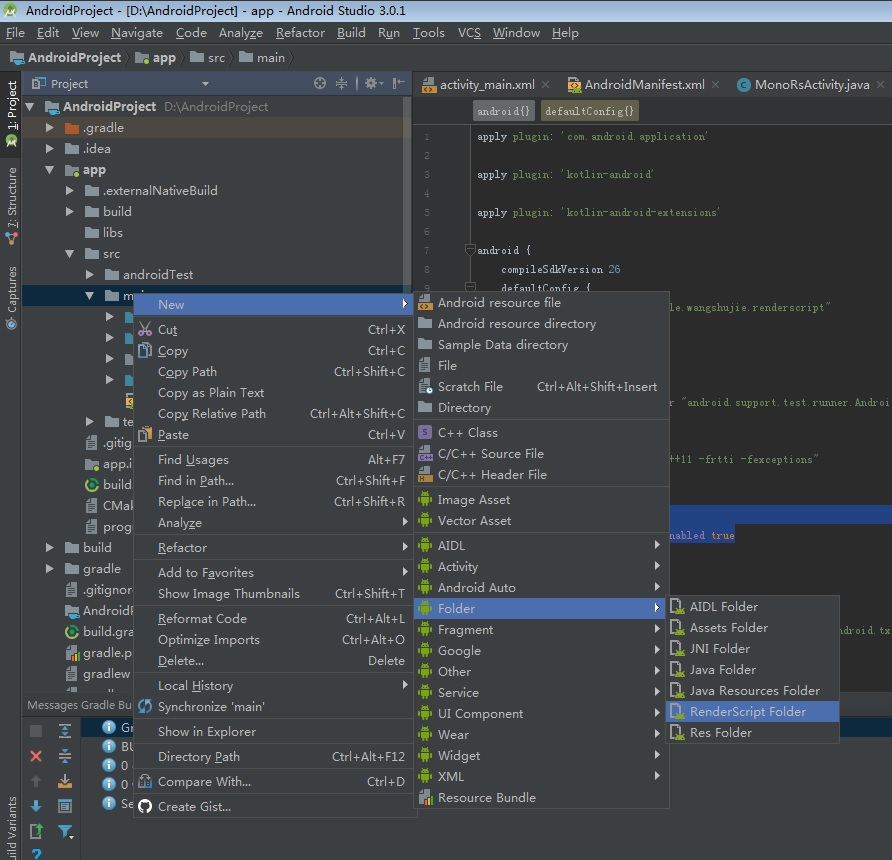 AndroidProject - [D:\AndroidProject] - app - Android Studio 3.0.1
File Edit View Navigate Code Analyze Refactor Build Run Tools VCS Window Help
AndroidProject app src main
1: Project
7: Structure
Captures
Project
activity_main.xml AndroidManifest.xml MonoRsActivity.java
AndroidProject D:\AndroidProject
.gradle
.idea
app
.externalNativeBuild
build
libs
src
androidTest
android{} defaultConfig{}
1 apply plugin: 'com.android.application'
2
3 apply plugin: 'kotlin-android'
4
5 apply plugin: 'kotlin-android-extensions'
6
7 android {
8 compileSdkVersion 26
9 defaultConfig {
le.wangshujie.renderscript"
"android.support.test.runner.Androi
++11 -frtti -fexceptions"
nabled true
ndroid.tx
New
Cut Ctrl+X
Copy Ctrl+C
Copy Path Ctrl+Shift+C
Copy as Plain Text
Copy Relative Path Ctrl+Alt+Shift+C
Paste Ctrl+V
Find Usages Alt+F7
Find in Path... Ctrl+Shift+F
Replace in Path... Ctrl+Shift+R
Analyze
Refactor
Add to Favorites
Show Image Thumbnails Ctrl+Shift+T
Reformat Code Ctrl+Alt+L
Optimize Imports Ctrl+Alt+O
Delete... Delete
Local History
Synchronize 'main'
Show in Explorer
Directory Path Ctrl+Alt+F12
Compare With... Ctrl+D
Create Gist...
Android resource file
Android resource directory
Sample Data directory
File
Scratch File Ctrl+Alt+Shift+Insert
Directory
C++ Class
C/C++ Source File
C/C++ Header File
Image Asset
Vector Asset
AIDL
Activity
Android Auto
Folder
Fragment
Google
Other
Service
UI Component
Wear
Widget
XML
Resource Bundle
AIDL Folder
Assets Folder
JNI Folder
Java Folder
Java Resources Folder
RenderScript Folder
Res Folder
te
.gitig
app.i
build.
CMak
prog
build
gradle
.gitignor
AndroidP
build.gra
gradle.p
gradlew
Messages Gradle Bu
Gr
BU
0
0
Se
uild Variants